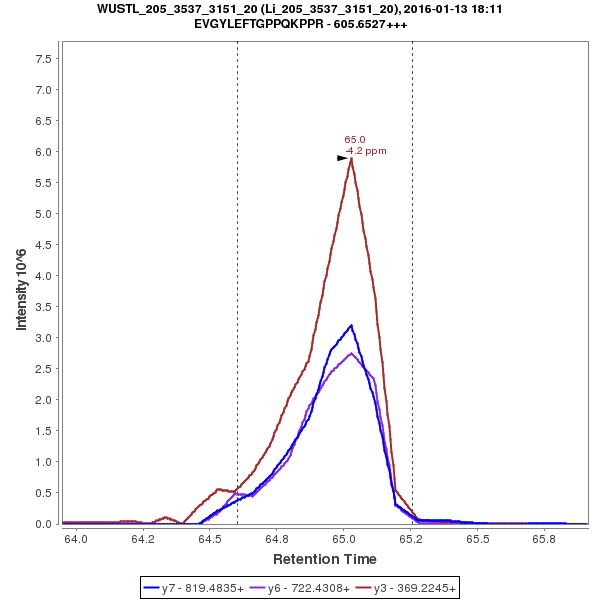 WUSTL_205_3537_3151_20 (Li_205_3537_3151_20), 2016-01-13 18:11
EVGYLEFTGPPQKPPR - 605.6527+++
7.5
7.0
6.5
6.0
5.5
5.0
4.5
4.0
3.5
3.0
2.5
2.0
1.5
1.0
0.5
0.0
Intensity 10^6
65.0
-4.2 ppm
64.0 64.2 64.5 64.8 65.0 65.2 65.5 65.8
Retention Time
y7 - 819.4835+ y6 - 722.4308+ y3 - 369.2245+